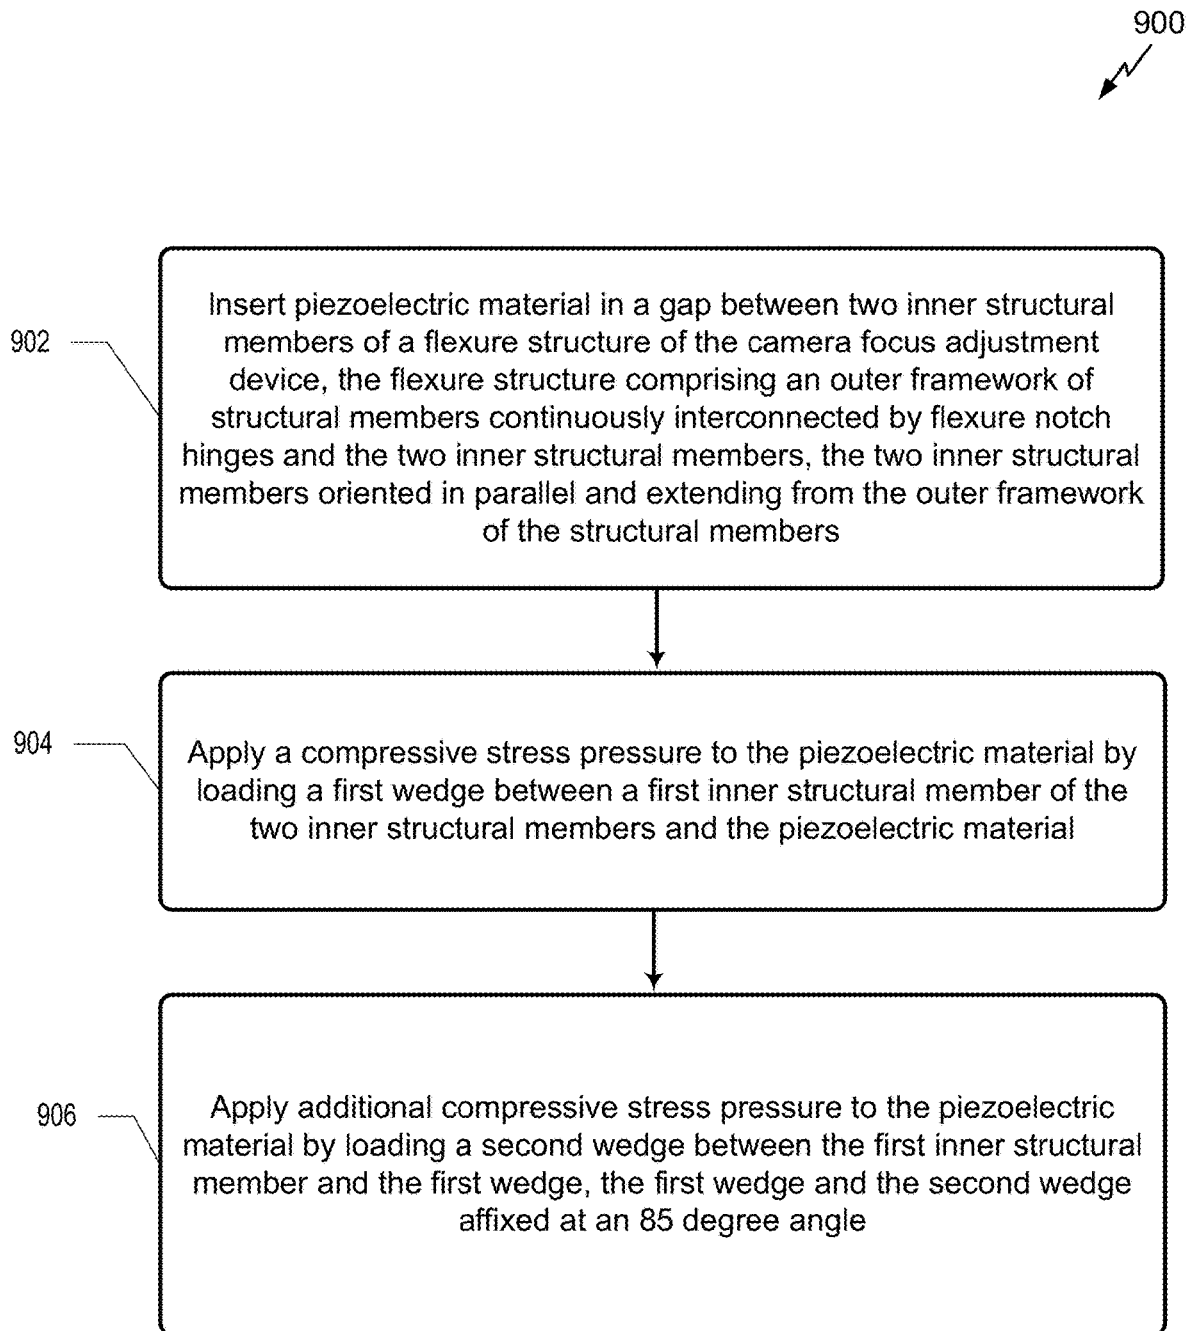 900
902
Insert piezoelectric material in a gap between two inner structural
members of a flexure structure of the camera focus adjustment
device, the flexure structure comprising an outer framework of
structural members continuously interconnected by flexure notch
hinges and the two inner structural members, the two inner structural
members oriented in parallel and extending from the outer framework
of the structural members
904
Apply a compressive stress pressure to the piezoelectric material by
loading a first wedge between a first inner structural member of the
two inner structural members and the piezoelectric material
906
Apply additional compressive stress pressure to the piezoelectric
material by loading a second wedge between the first inner structural
member and the first wedge, the first wedge and the second wedge
affixed at an 85 degree angle